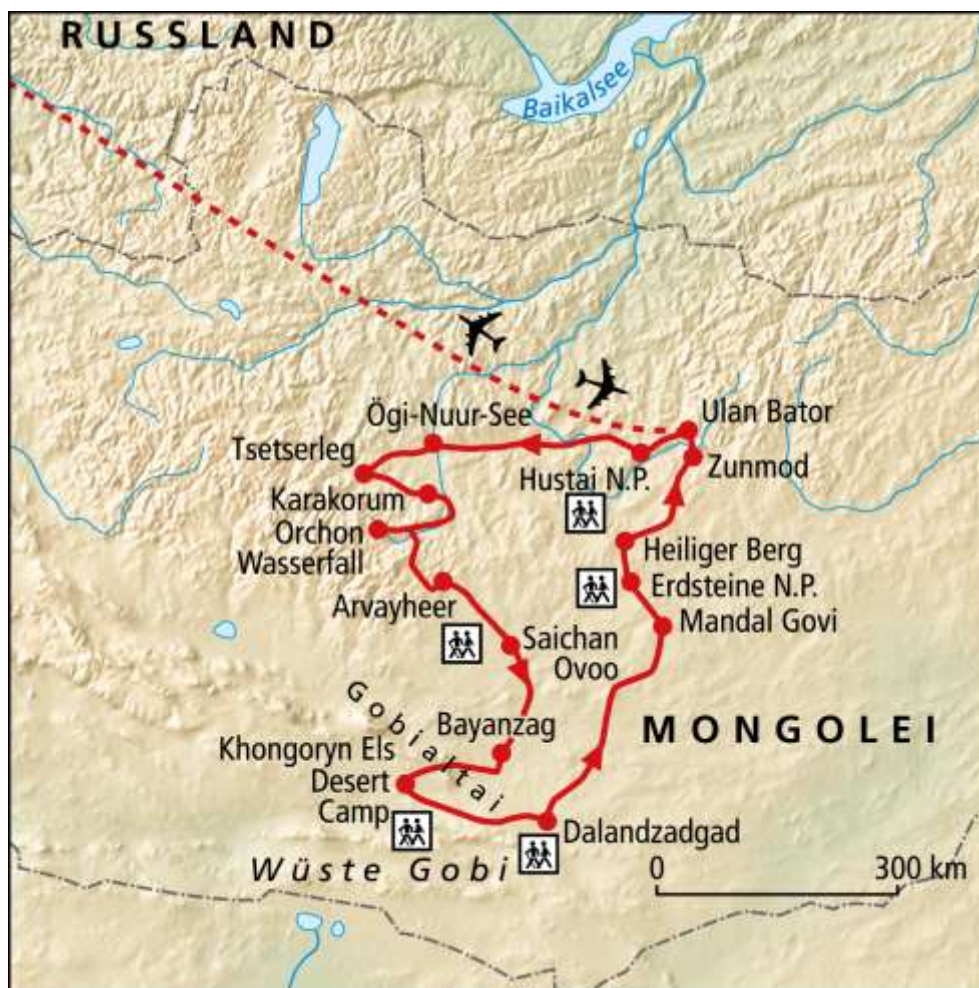 RUSSLAND
Baikalsee
Ögi-Nuur-See
Ulan Bator
Tsetserleg
Zunmod
Hustai N.P.
Karakorum
Orchon
Wasserfall
Heiliger Berg
Erdsteine N.P.
Arvayheer
Mandal Govi
Saichan
Ovoo
Gobialtai
Bayanzag
MONGOLEI
Khongoryn Els
Desert
Camp
Dalandzadgad
Wüste Gobi
0 300 km